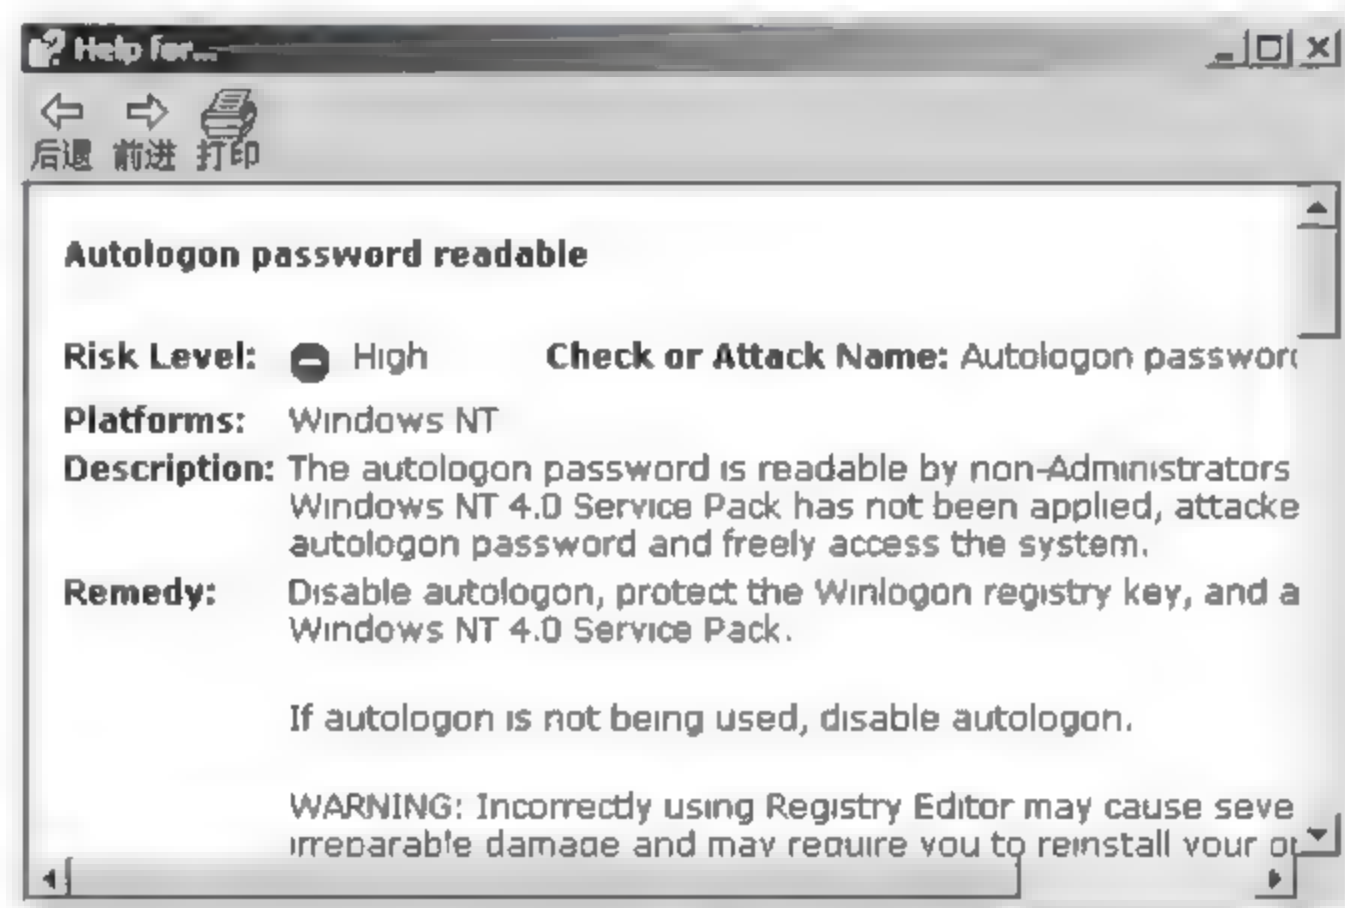 Help for...
后退 前进 打印
Autologon password readable
Risk Level: High Check or Attack Name: Autologon password
Platforms: Windows NT
Description: The autologon password is readable by non-Administrators
Windows NT 4.0 Service Pack has not been applied, attacke
autologon password and freely access the system.
Remedy: Disable autologon, protect the Winlogon registry key, and a
Windows NT 4.0 Service Pack.
If autologon is not being used, disable autologon.
WARNING: Incorrectly using Registry Editor may cause seve
irreparable damage and may require you to reinstall your